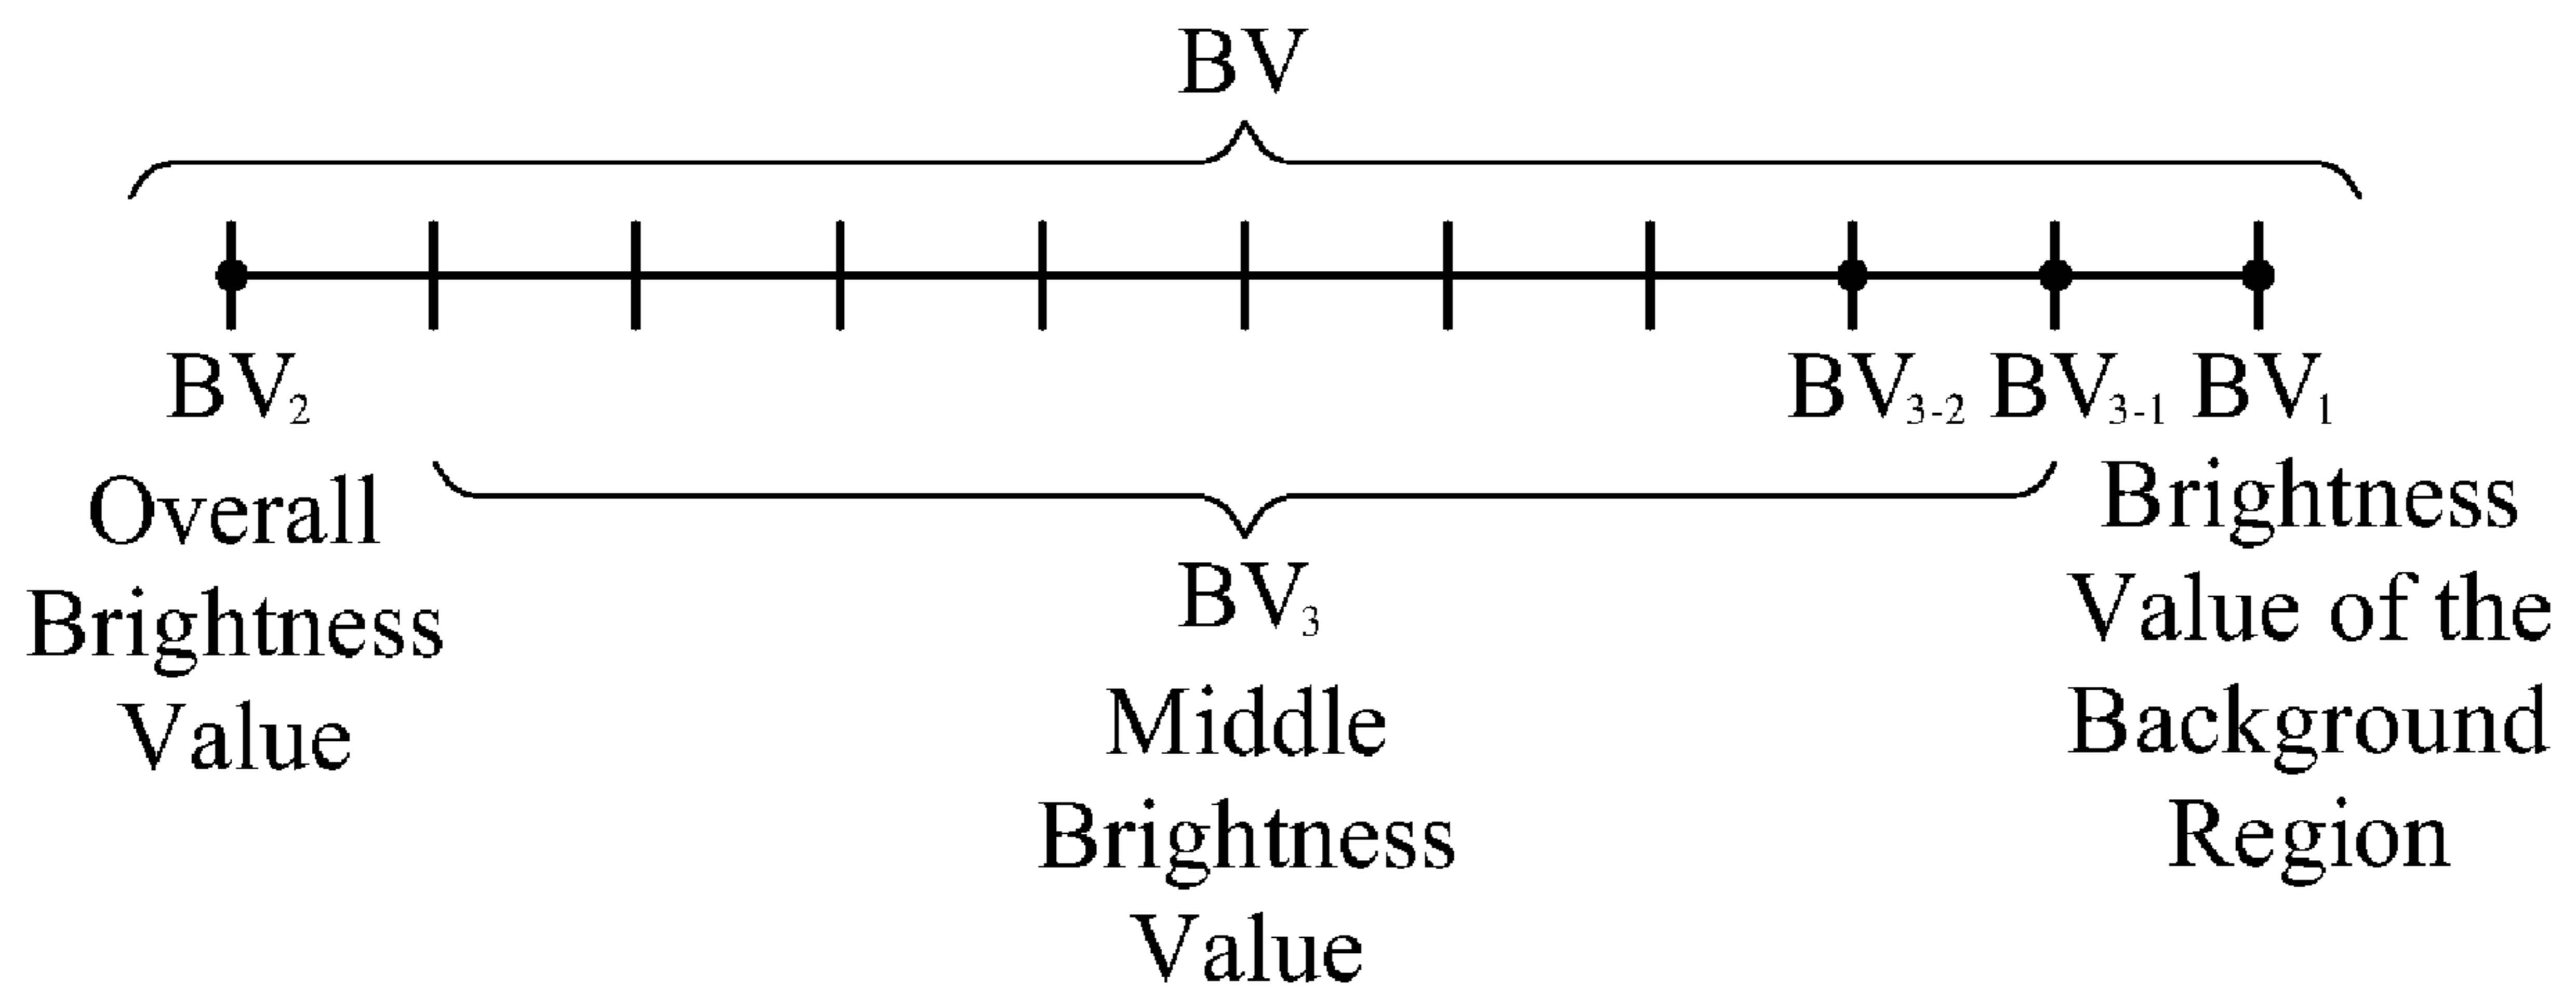 BV
BV₂ BV₃₋₂ BV₃₋₁ BV₁
Overall
Brightness
Value
BV₃
Middle
Brightness
Value
Brightness
Value of the
Background
Region